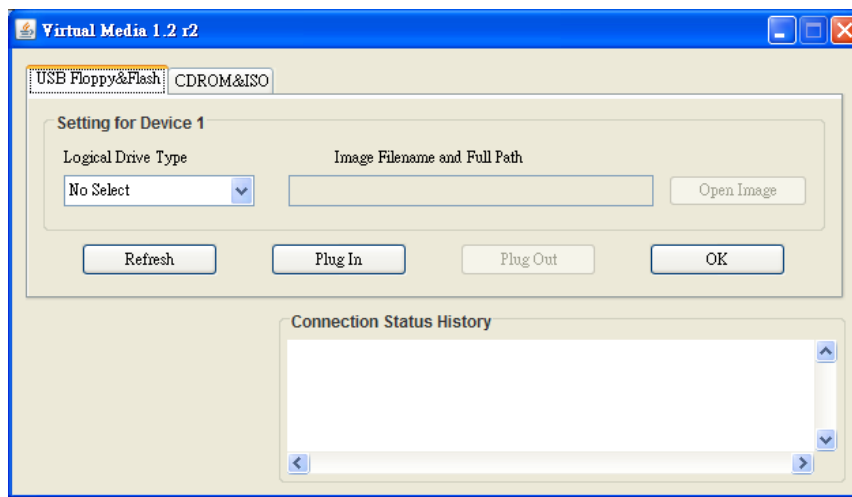 Virtual Media 1.2 r2
USB Floppy&Flash CDROM&ISO
Setting for Device 1
Logical Drive Type Image Filename and Full Path
No Select Open Image
Refresh Plug In Plug Out OK
Connection Status History